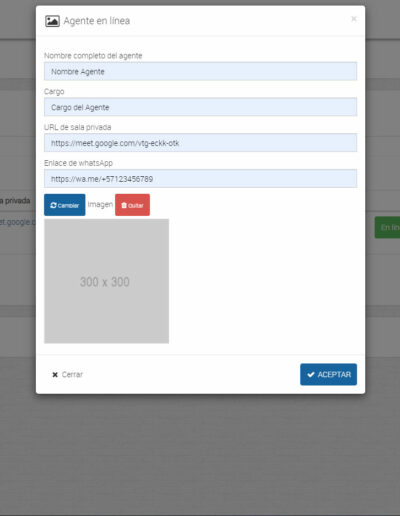 Agente en línea
×
Nombre completo del agente
Nombre Agente
Cargo
Cargo del Agente
URL de sala privada
https://meet.google.com/vtg-eckk-otk
Enlace de whatsApp
https://wa.me/+57123456789
a privada
Cambiar Imagen Quitar
et.google.c
En lín
300 x 300
Cerrar
ACEPTAR